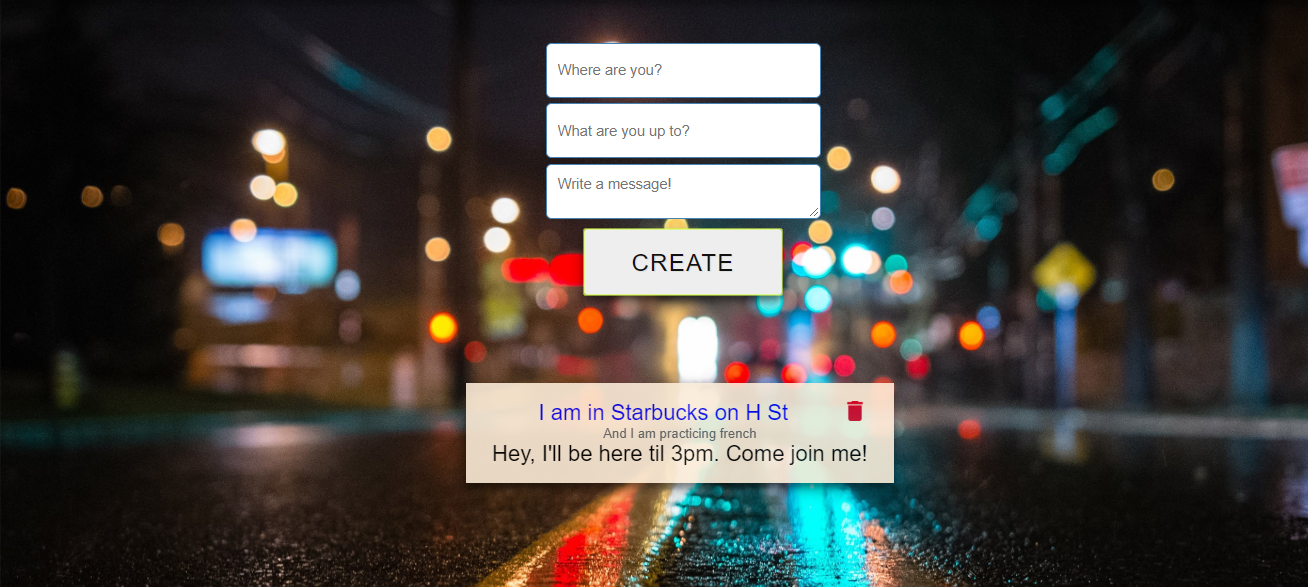 Where are you?
What are you up to?
Write a message!
CREATE
I am in Starbucks on H St
And I am practicing french
Hey, I'll be here til 3pm. Come join me!